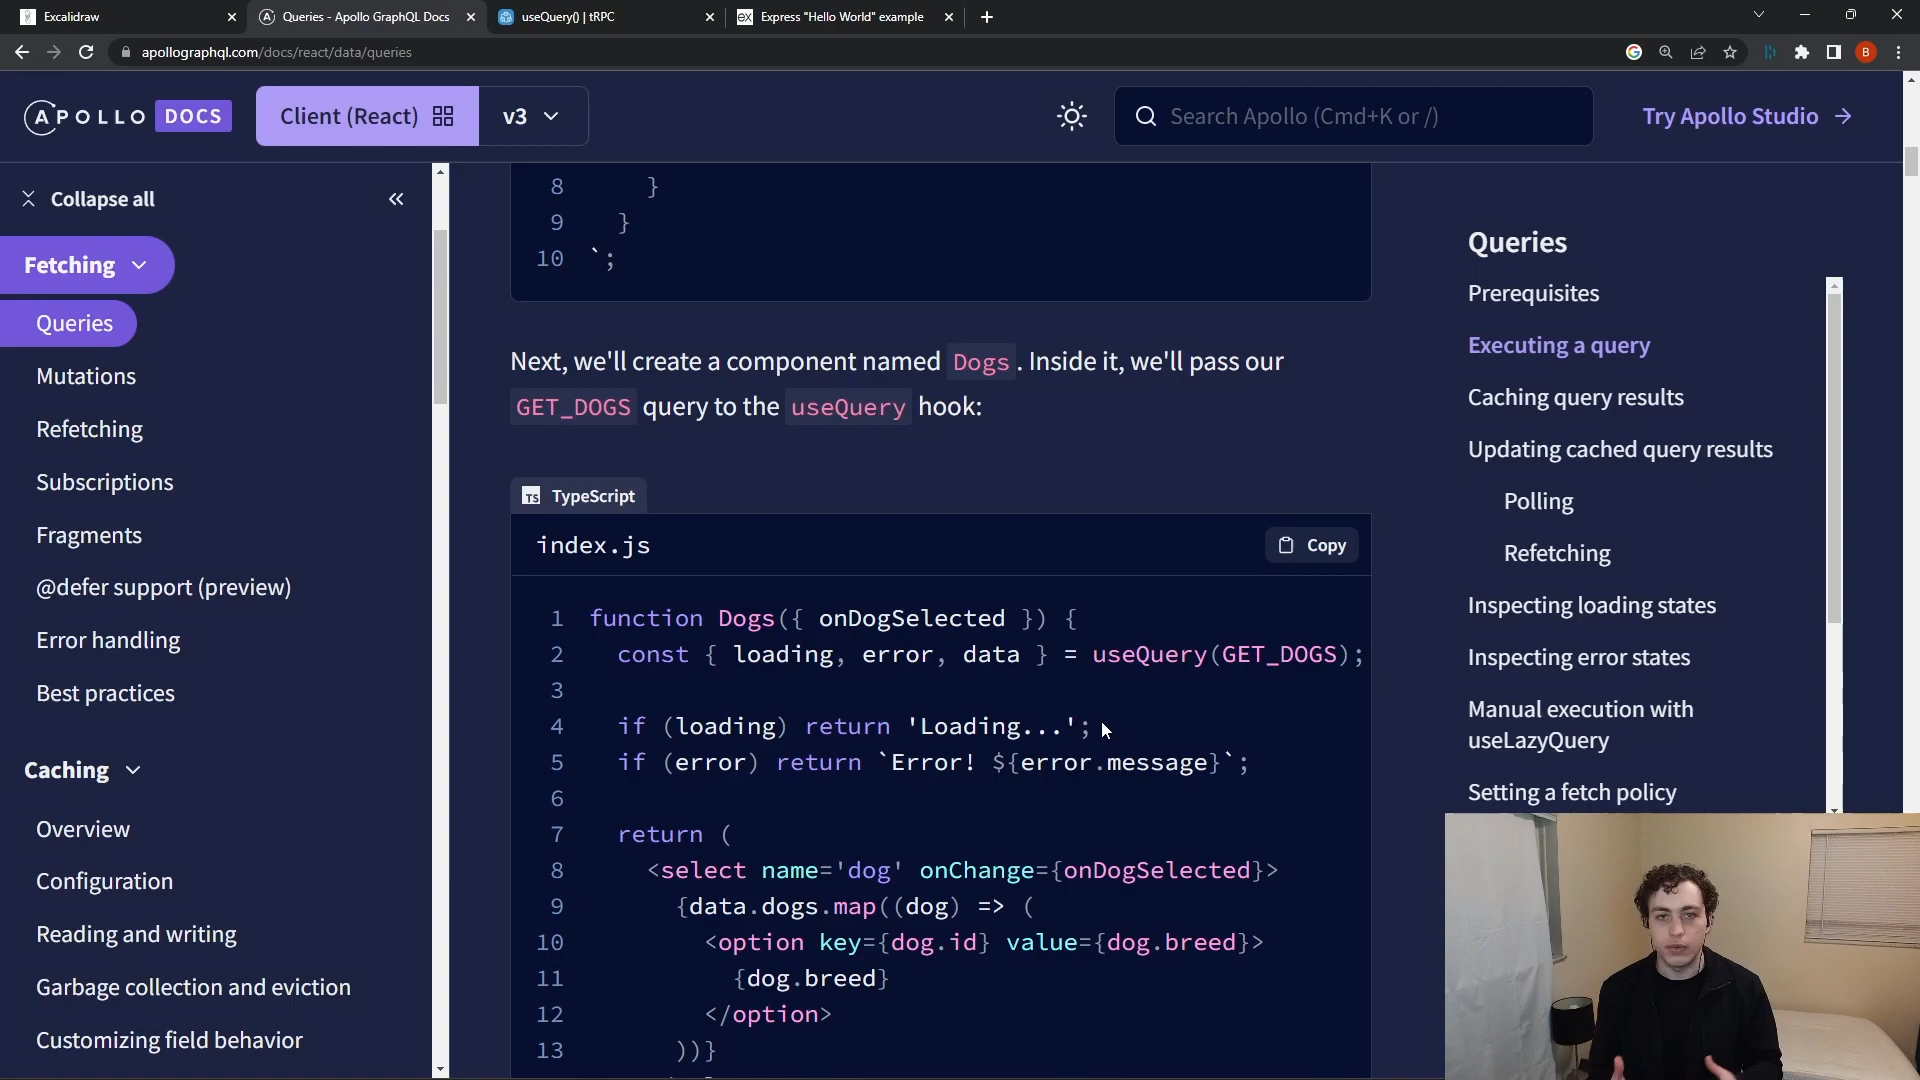 Excalidraw
Queries - Apollo GraphQL Docs
useQuery() | tRPC
ex
Express "Hello World" example
apollographql.com/docs/react/data/queries
B
APOLLO DOCS
Client (React)
v3
Search Apollo (Cmd+K or /)
Try Apollo Studio
Collapse all
Fetching
Queries
Mutations
Refetching
Subscriptions
Fragments
@defer support (preview)
Error handling
Best practices
Caching
Overview
Configuration
Reading and writing
Garbage collection and eviction
Customizing field behavior
8 }
9 }
10 `;
Next, we'll create a component named Dogs. Inside it, we'll pass our
GET_DOGS query to the useQuery hook:
TS TypeScript
index.js
Copy
1 function Dogs({ onDogSelected }) {
2 const { loading, error, data } = useQuery(GET_DOGS);
3
4 if (loading) return 'Loading...';
5 if (error) return `Error! ${error.message}`;
6
7 return (
8 <select name='dog' onChange={onDogSelected}>
9 {data.dogs.map((dog) => (
10 <option key={dog.id} value={dog.breed}>
11 {dog.breed}
12 </option>
13 ))}
Queries
Prerequisites
Executing a query
Caching query results
Updating cached query results
Polling
Refetching
Inspecting loading states
Inspecting error states
Manual execution with
useLazyQuery
Setting a fetch policy